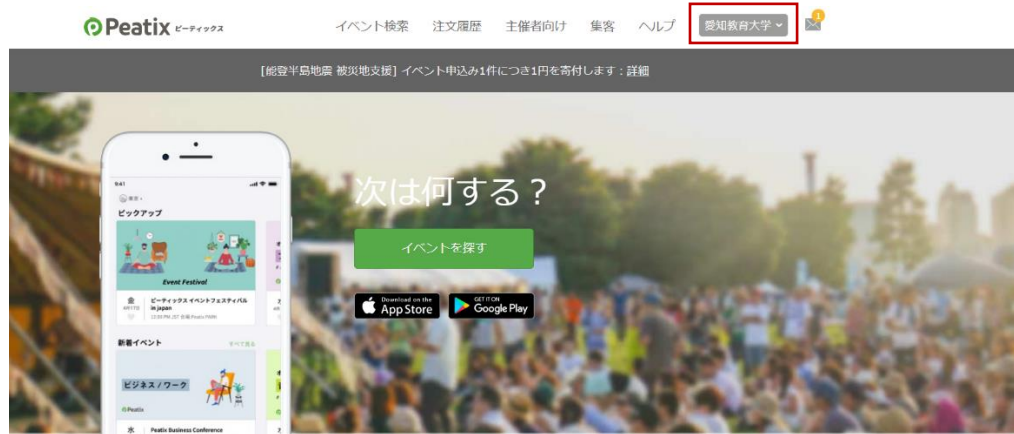 Peatix ピーティックス
イベント検索 注文履歴 主催者向け 集客 ヘルプ 愛知教育大学 1
[能登半島地震 被災地支援] イベント申込み1件につき1円を寄付します：詳細
次は何する？
イベントを探す
Download on the
App Store
GET IT ON
Google Play
9:41
東京
ピックアップ
Event Festival
金
ピーティックス イベントフェスティバル
in Japan
新着イベント すべて見る
ビジネス / ワーク
Peatix
水 Peatix Business Conference